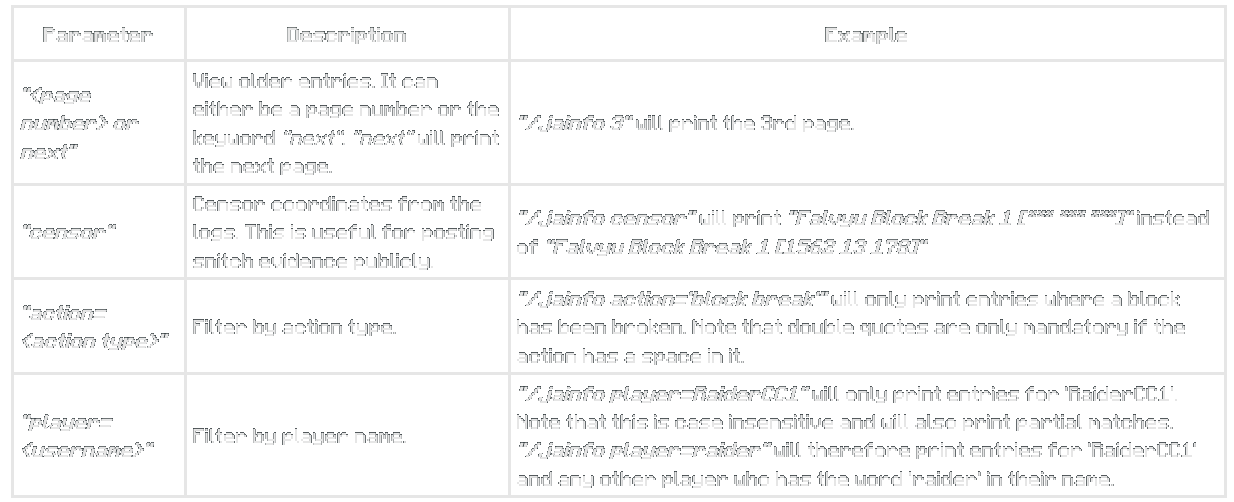 Parameter Description Example
"<page
number> or
next"
View older entries. It can
either be a page number or the
keyword "next". "next" will print
the next page.
"/jainfo 3" will print the 3rd page.
"censor"
Censor coordinates from the
logs. This is useful for posting
snitch evidence publicly.
"/jainfo censor" will print "Falvyu Block Break 1 [*** *** ***]" instead
of "Falvyu Block Break 1 [1563 13 178]"
"action=
<action type>"
Filter by action type.
"/jainfo action="block break"" will only print entries where a block
has been broken. Note that double quotes are only mandatory if the
action has a space in it.
"player=
<username>"
Filter by player name.
"/jainfo player=RaiderCC1" will only print entries for 'RaiderCC1'.
Note that this is case insensitive and will also print partial matches.
"/jainfo player=raider" will therefore print entries for 'RaiderCC1'
and any other player who has the word 'raider' in their name.